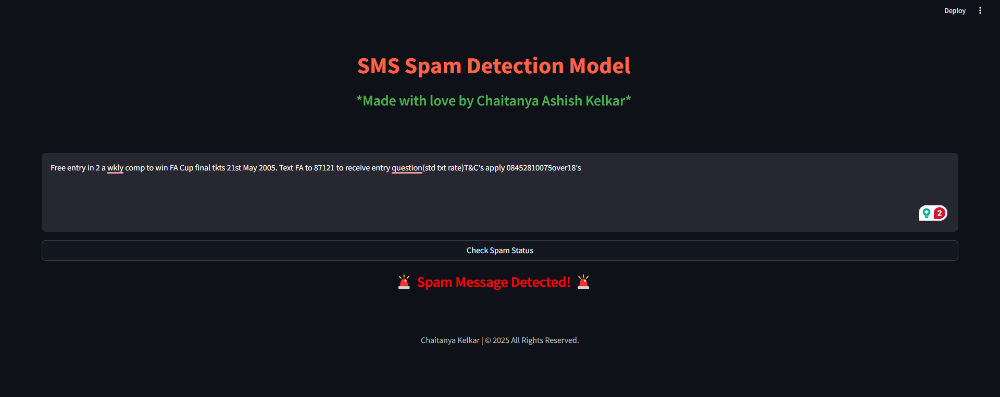 Deploy
SMS Spam Detection Model
*Made with love by Chaitanya Ashish Kelkar*
Free entry in 2 a wkly comp to win FA Cup final tkts 21st May 2005. Text FA to 87121 to receive entry question(std txt rate)T&C's apply 08452810075over18's
2
Check Spam Status
🚨 Spam Message Detected! 🚨
Chaitanya Kelkar | © 2025 All Rights Reserved.